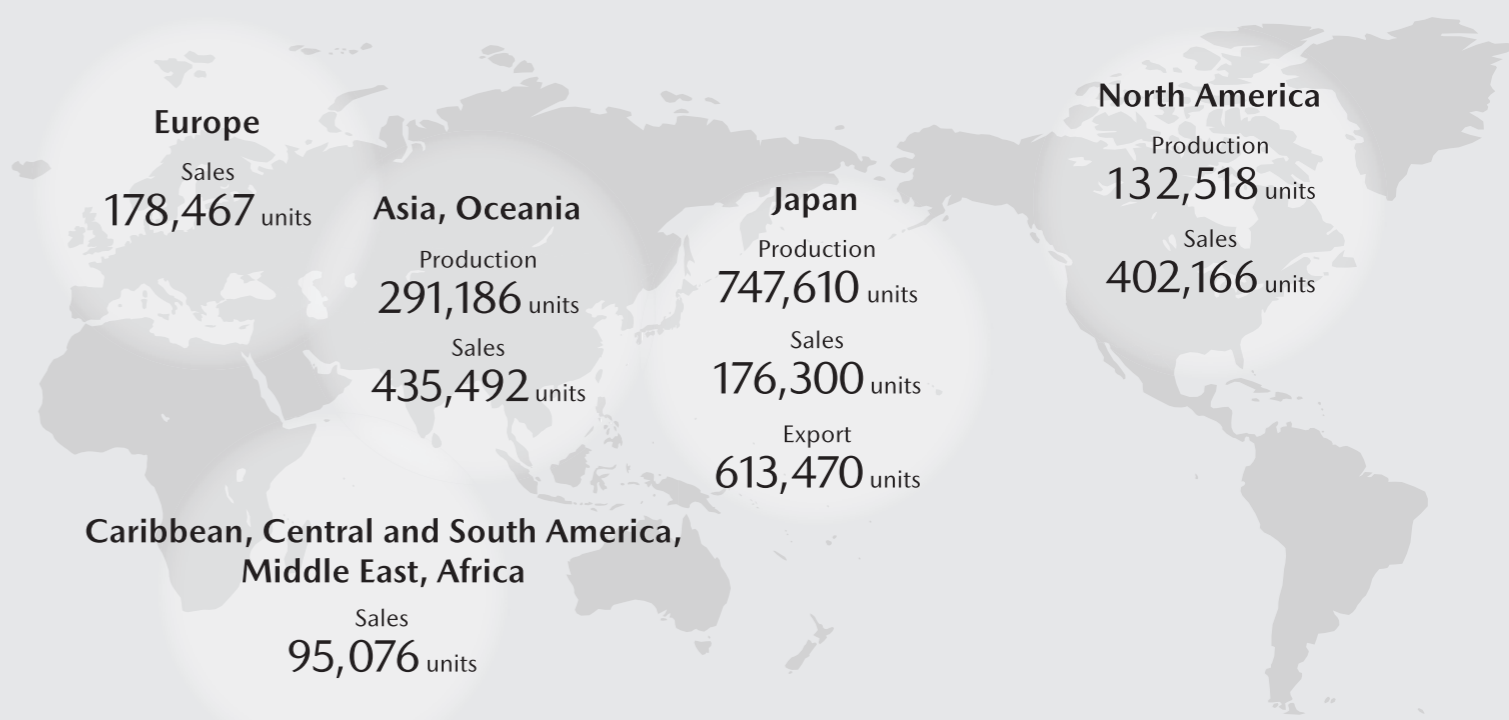 Europe
Sales
178,467 units
Asia, Oceania
Production
291,186 units
Sales
435,492 units
Japan
Production
747,610 units
Sales
176,300 units
Export
613,470 units
North America
Production
132,518 units
Sales
402,166 units
Caribbean, Central and South America,
Middle East, Africa
Sales
95,076 units